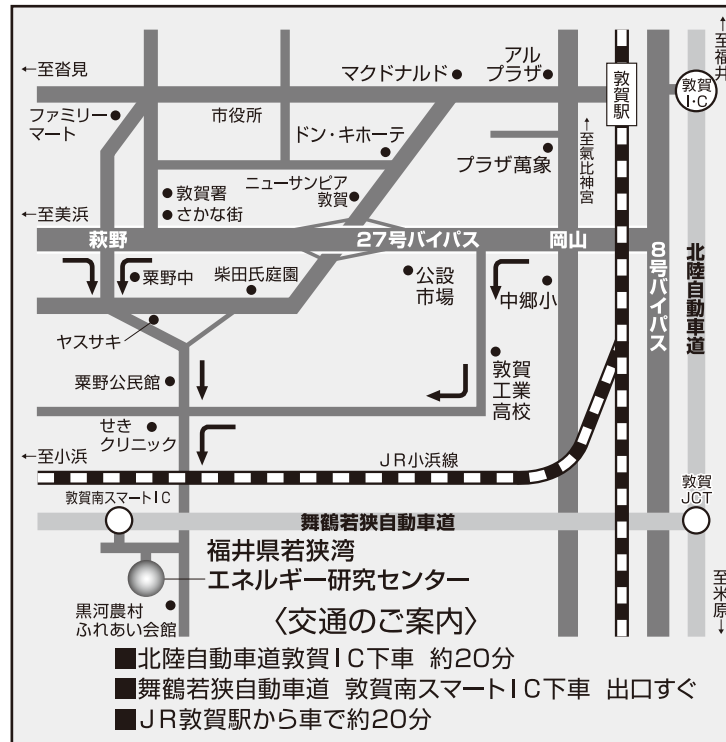 ↑至福井
←至沓見
マクドナルド
アル
プラザ
敦賀駅
敦賀
I・C
ファミリー
マート
市役所
ドン・キホーテ
←至氣比神宮
プラザ萬象
敦賀署
さかな街
ニューサンピア
敦賀
←至美浜
萩野
27号バイパス
岡山
8号バイパス
北陸自動車道
粟野中
柴田氏庭園
公設
市場
中郷小
ヤスサキ
粟野公民館
敦賀
工業
高校
せき
クリニック
←至小浜
JR小浜線
敦賀南スマートIC
敦賀
JCT
舞鶴若狭自動車道
福井県若狭湾
エネルギー研究センター
至米原→
黒河農村
ふれあい会館
〈交通のご案内〉
■北陸自動車道敦賀IC下車 約20分
■舞鶴若狭自動車道 敦賀南スマートIC下車 出口すぐ
■JR敦賀駅から車で約20分